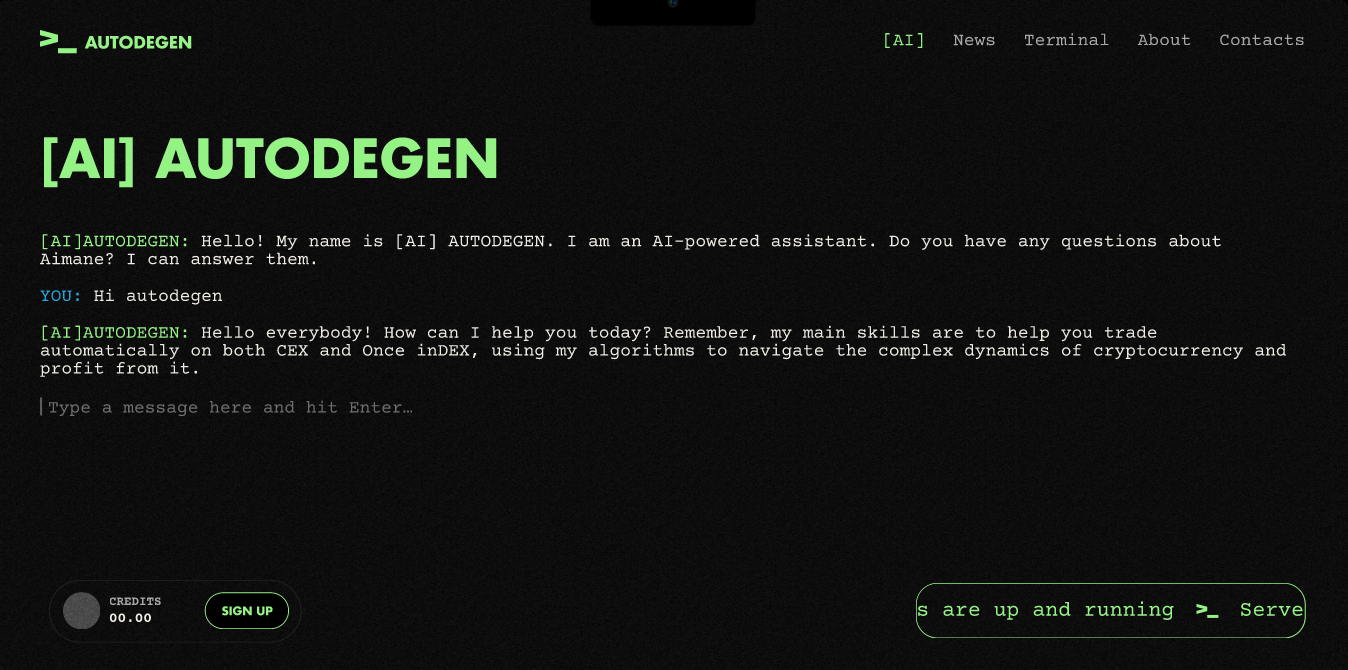 >_ AUTODEGEN
[AI] News Terminal About Contacts
[AI] AUTODEGEN
[AI]AUTODEGEN: Hello! My name is [AI] AUTODEGEN. I am an AI-powered assistant. Do you have any questions about
Aimane? I can answer them.
YOU: Hi autodegen
[AI]AUTODEGEN: Hello everybody! How can I help you today? Remember, my main skills are to help you trade
automatically on both CEX and Once inDEX, using my algorithms to navigate the complex dynamics of cryptocurrency and
profit from it.
Type a message here and hit Enter…
CREDITS
00.00
SIGN UP
s are up and running >_ Serve